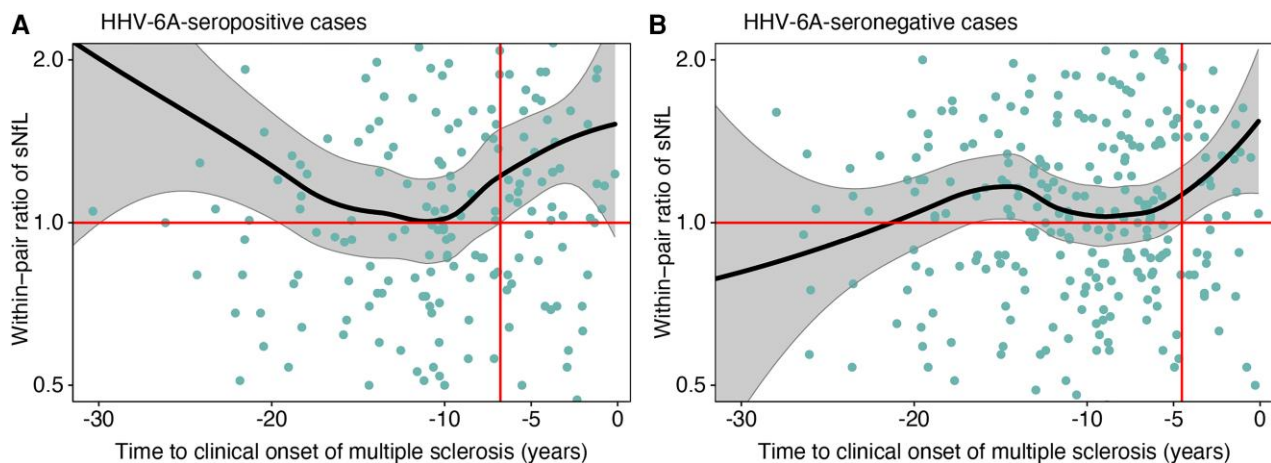 A HHV-6A-seropositive cases
Within−pair ratio of sNfL
2.0
1.0
0.5
-30 -20 -10 -5 0
Time to clinical onset of multiple sclerosis (years)
B HHV-6A-seronegative cases
Within−pair ratio of sNfL
2.0
1.0
0.5
-30 -20 -10 -5 0
Time to clinical onset of multiple sclerosis (years)